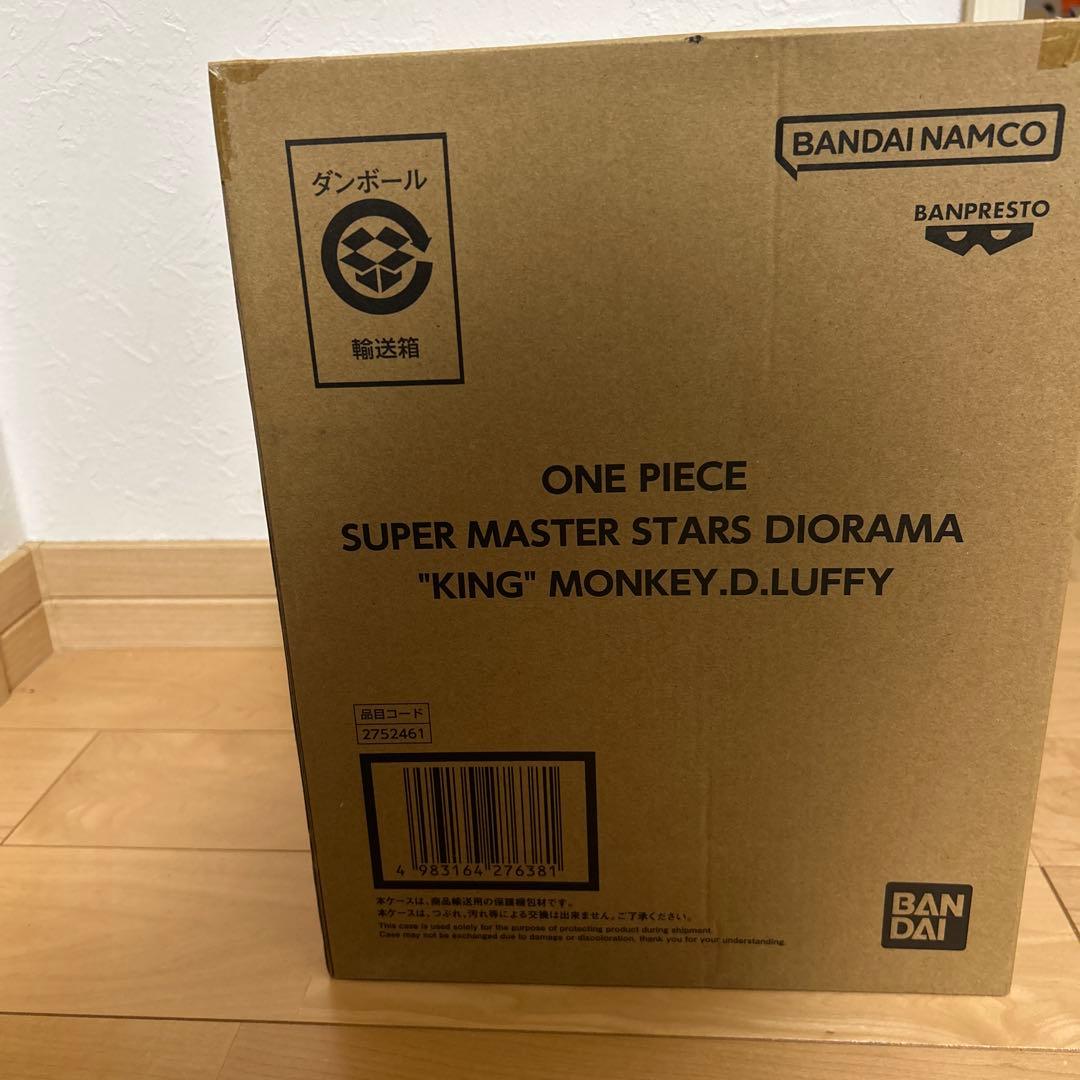 ダンボール
輸送箱
BANDAI NAMCO
BANPRESTO
ONE PIECE
SUPER MASTER STARS DIORAMA
"KING" MONKEY.D.LUFFY
品目コード
2752461
4 983164 276381
本ケースは、商品輸送用の保護梱包材です。
本ケースは、つぶれ、汚れ等による交換は出来ません。ご了承ください。
This case is used solely for the purpose of protecting product during shipment.
Case may not be exchanged due to damage or discoloration, thank you for your understanding.
BAN
DAI